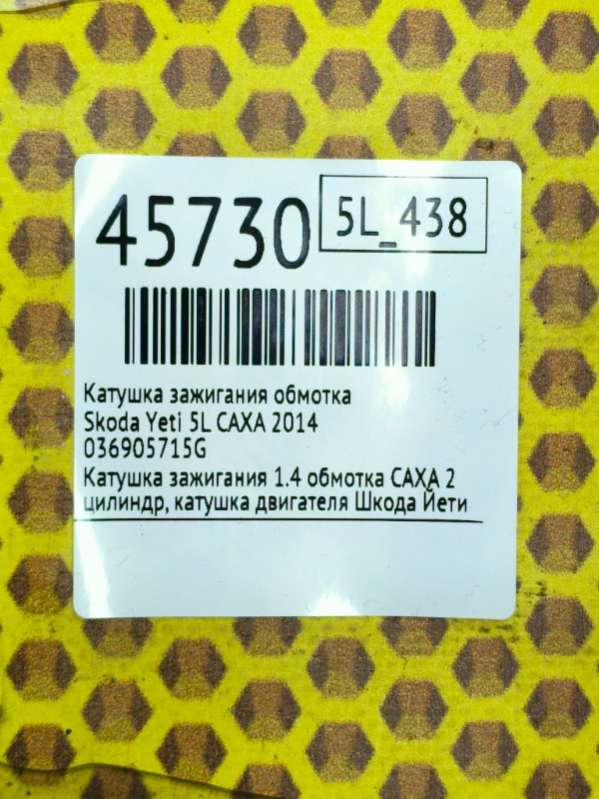 45730
5L_438
Катушка зажигания обмотка
Skoda Yeti 5L CAXA 2014
036905715G
Катушка зажигания 1.4 обмотка CAXA 2
цилиндр, катушка двигателя Шкода Йети